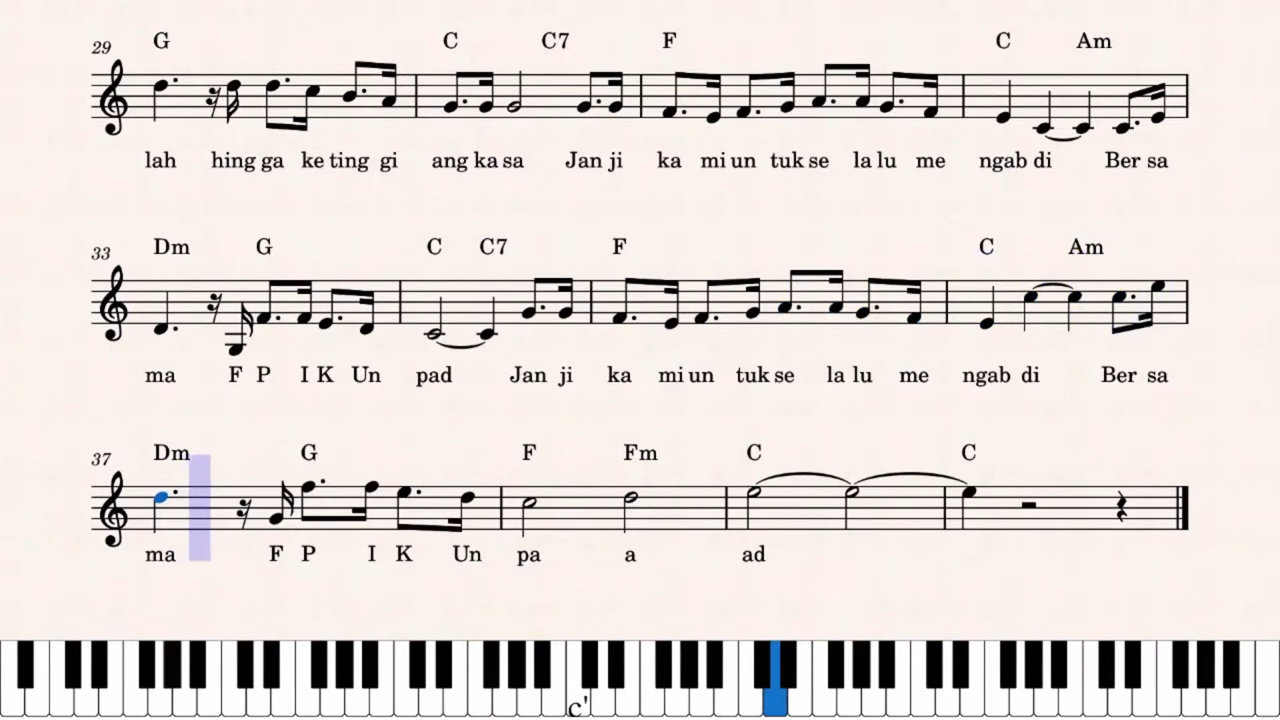 G C C7 F C Am
29
lah hing ga ke ting gi ang ka sa Jan ji ka mi un tuk se la lu me ngab di Ber sa
Dm G C C7 F C Am
33
ma F P I K Un pad Jan ji ka mi un tuk se la lu me ngab di Ber sa
Dm G F Fm C C
37
ma F P I K Un pa a ad
c'